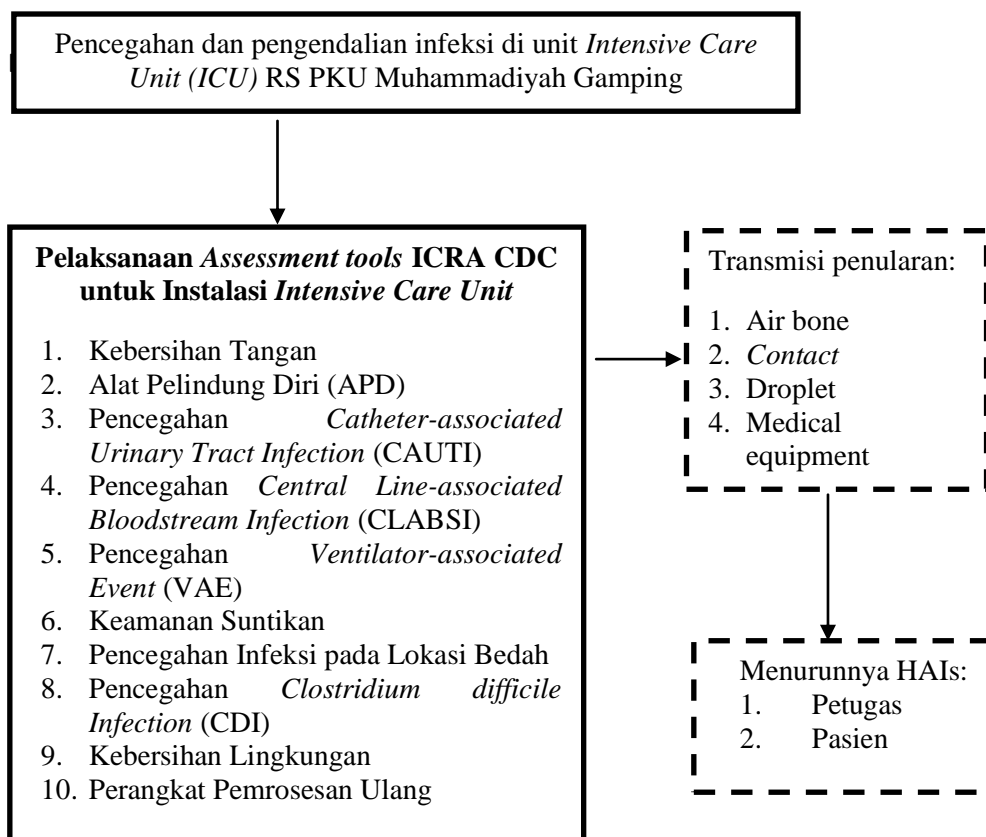 Pencegahan dan pengendalian infeksi di unit Intensive Care
Unit (ICU) RS PKU Muhammadiyah Gamping
Pelaksanaan Assessment tools ICRA CDC
untuk Instalasi Intensive Care Unit
1. Kebersihan Tangan
2. Alat Pelindung Diri (APD)
3. Pencegahan Catheter-associated
Urinary Tract Infection (CAUTI)
4. Pencegahan Central Line-associated
Bloodstream Infection (CLABSI)
5. Pencegahan Ventilator-associated
Event (VAE)
6. Keamanan Suntikan
7. Pencegahan Infeksi pada Lokasi Bedah
8. Pencegahan Clostridium difficile
Infection (CDI)
9. Kebersihan Lingkungan
10. Perangkat Pemrosesan Ulang
Transmisi penularan:
1. Air bone
2. Contact
3. Droplet
4. Medical
equipment
Menurunnya HAIs:
1. Petugas
2. Pasien